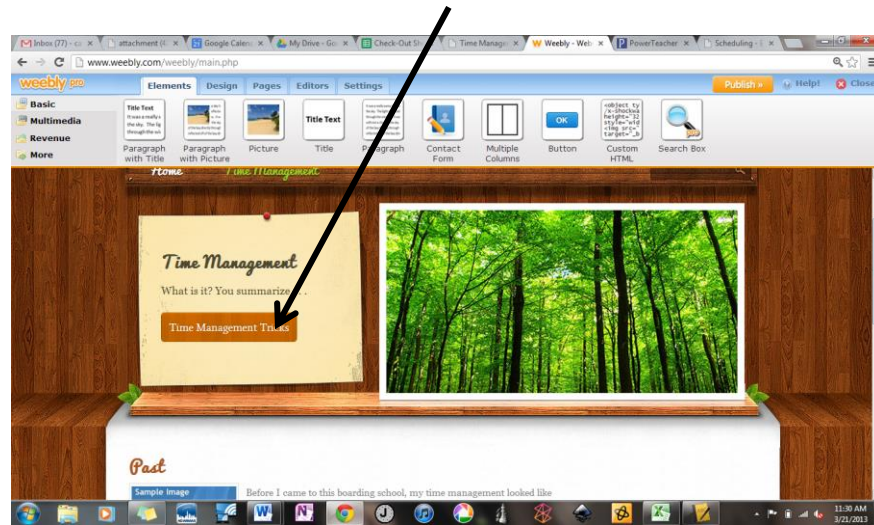 Inbox (77) - ca
attachment (4.
Google Calen
My Drive - Goo
Check-Out Sh
Time Manage
Weebly - Web
PowerTeacher
Scheduling - E
www.weebly.com/weebly/main.php
weebly pro
Elements
Design
Pages
Editors
Settings
Publish »
Help!
Close
Basic
Multimedia
Revenue
More
Title Text
Title Text
OK
Paragraph with Title
Paragraph with Picture
Picture
Title
Paragraph
Contact Form
Multiple Columns
Button
Custom HTML
Search Box
Home
Time Management
Time Management
What is it? You summarize . . .
Time Management Tricks
Past
Sample Image
Before I came to this boarding school, my time management looked like
11:30 AM
3/21/2013